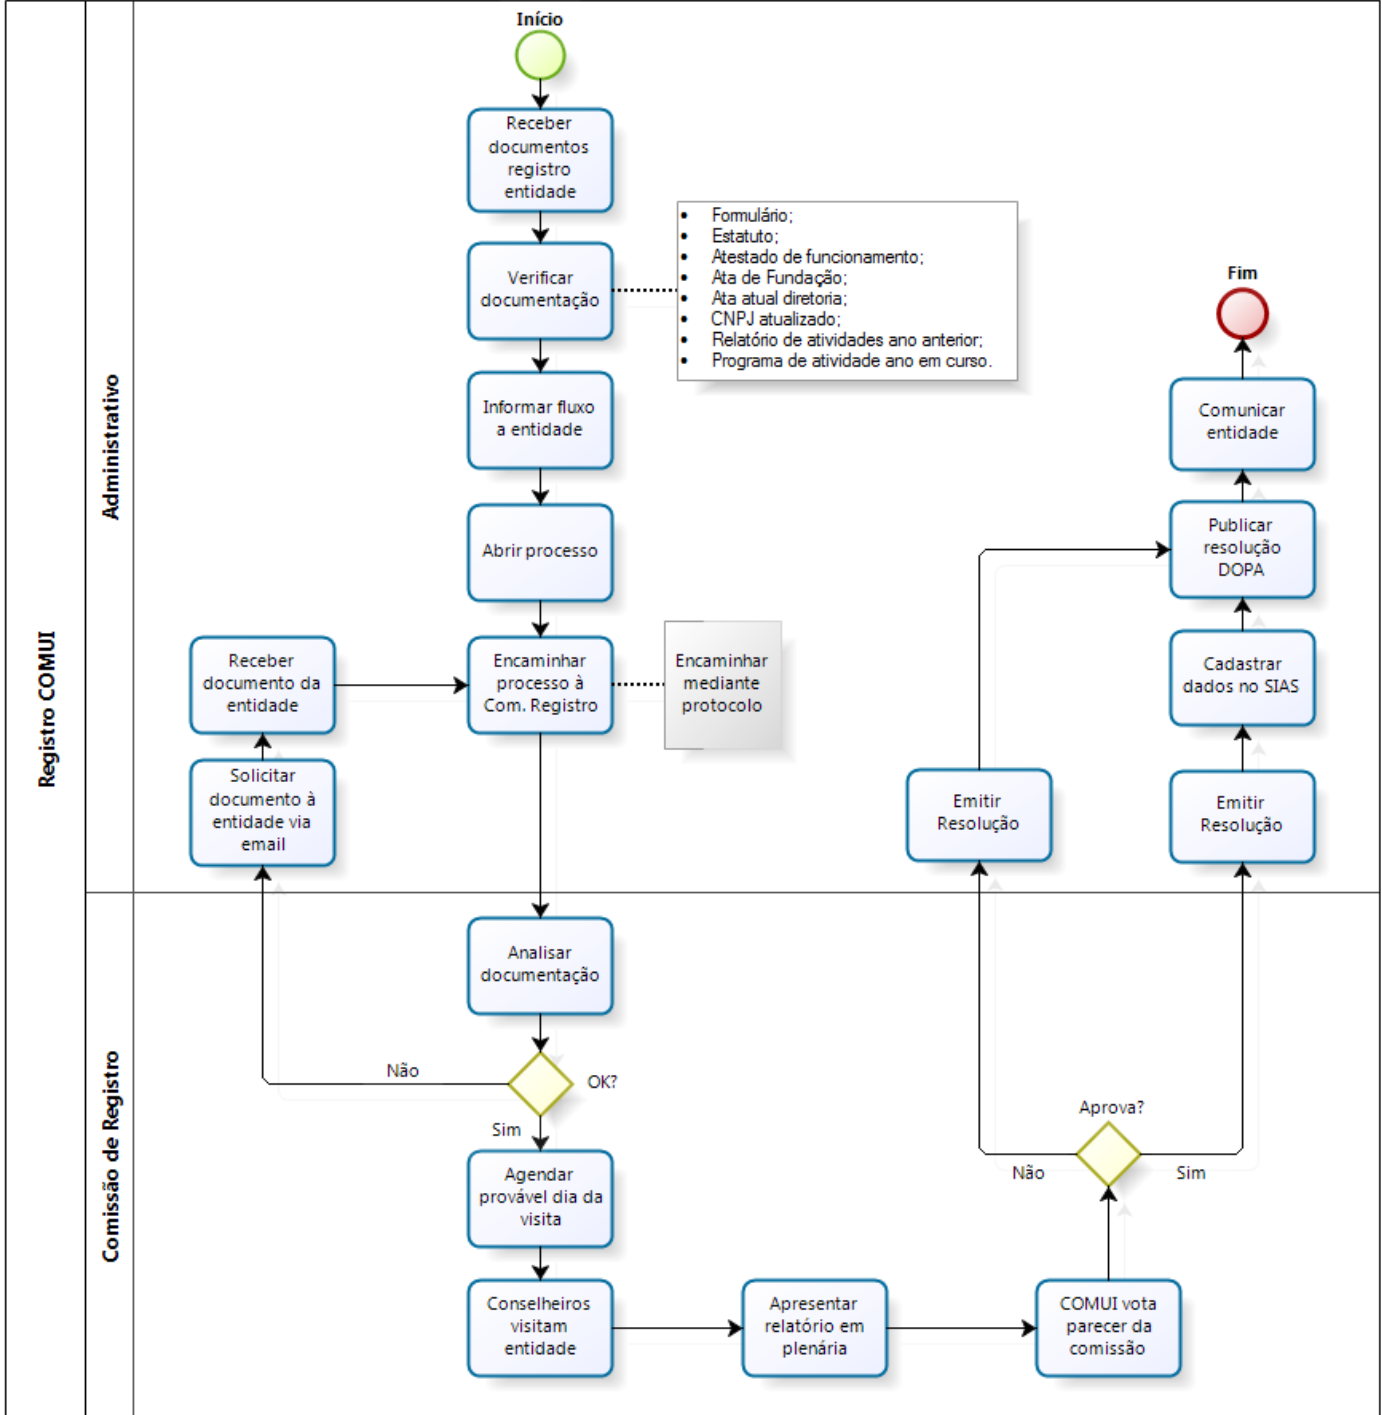 Registro COMUI
Administrativo
Início
Receber
documentos
registro
entidade
Verificar
documentação
• Formulário;
• Estatuto;
• Atestado de funcionamento;
• Ata de Fundação;
• Ata atual diretoria;
• CNPJ atualizado;
• Relatório de atividades ano anterior;
• Programa de atividade ano em curso.
Informar fluxo
a entidade
Abrir processo
Encaminhar
processo à
Com. Registro
Encaminhar
mediante
protocolo
Receber
documento da
entidade
Solicitar
documento à
entidade via
email
Fim
Comunicar
entidade
Publicar
resolução
DOPA
Cadastrar
dados no SIAS
Emitir
Resolução
Emitir
Resolução
Comissão de Registro
Analisar
documentação
Não
OK?
Sim
Agendar
provável dia da
visita
Conselheiros
visitam
entidade
Apresentar
relatório em
plenária
COMUI vota
parecer da
comissão
Aprova?
Não
Sim